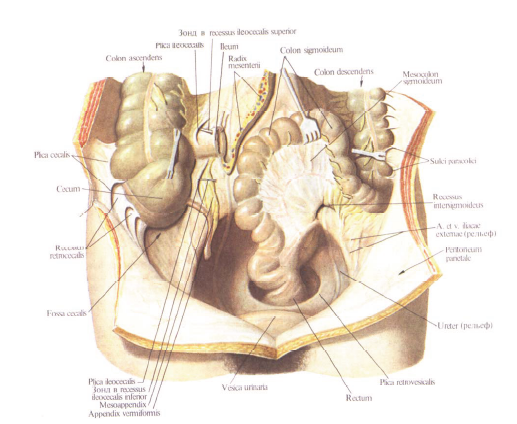 Зонд в recessus ileocecalis superior
Plica ileocecalis
Ileum
Radix
mesenterii
Colon sigmoideum
Colon ascendens
Colon descendens
Mesocolon
sigmoideum
Plica cecalis
Cecum
Recessus
retrocecalis
Fossa cecalis
Sulci paracolici
Recessus
intersigmoideus
A. et v. iliacae
externae (рельеф)
Peritoneum
parietale
Ureter (рельеф)
Plica ileocecalis
Зонд в recessus
ileocecalis inferior
Mesoappendix
Appendix vermiformis
Vesica urinaria
Rectum
Plica retrovesicalis